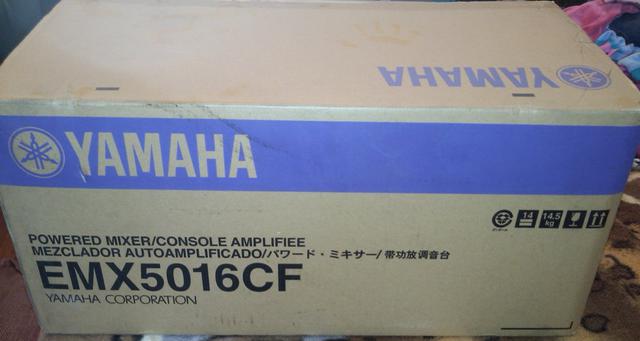 YAMAHA
YAMAHA
14
14.5
kg
POWERED MIXER/CONSOLE AMPLIFIEE
MEZCLADOR AUTOAMPLIFICADO/パワード・ミキサー/带功放调音台
EMX5016CF
YAMAHA CORPORATION